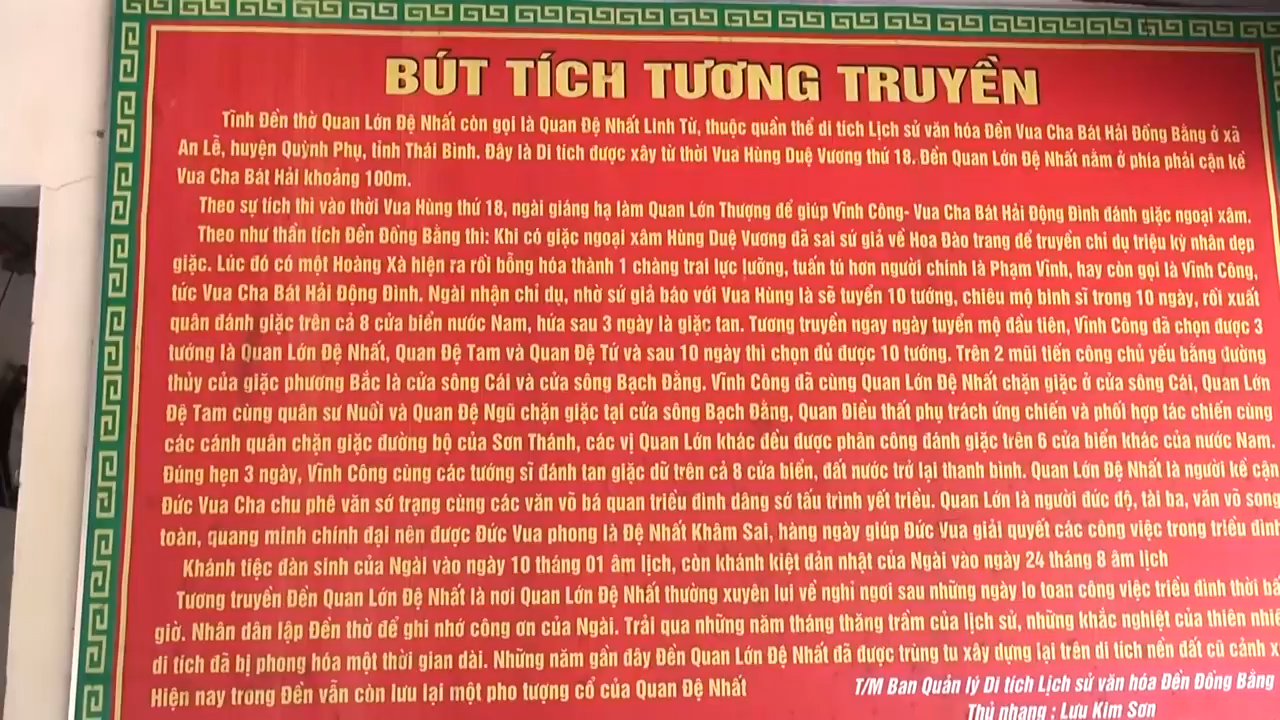 BÚT TÍCH TƯƠNG TRUYỀN
Tĩnh Đền thờ Quan Lớn Đệ Nhất còn gọi là Quan Đệ Nhất Linh Từ, thuộc quần thể di tích Lịch sử văn hóa Đền Vua Cha Bát Hải Đồng Bằng ở xã
An Lễ, huyện Quỳnh Phụ, tỉnh Thái Bình. Đây là Di tích được xây từ thời Vua Hùng Duệ Vương thứ 18. Đền Quan Lớn Đệ Nhất nằm ở phía phải cận kề
Vua Cha Bát Hải khoảng 100m.
Theo sự tích thì vào thời Vua Hùng thứ 18, ngài giáng hạ làm Quan Lớn Thượng để giúp Vĩnh Công- Vua Cha Bát Hải Động Đình đánh giặc ngoại xâm.
Theo như thần tích Đền Đồng Bằng thì: Khi có giặc ngoại xâm Hùng Duệ Vương đã sai sứ giả về Hoa Đào trang để truyền chỉ dụ triệu kỳ nhân dẹp
giặc. Lúc đó có một Hoàng Xà hiện ra rồi bỗng hóa thành 1 chàng trai lực lưỡng, tuấn tú hơn người chính là Phạm Vĩnh, hay còn gọi là Vĩnh Công,
tức Vua Cha Bát Hải Động Đình. Ngài nhận chỉ dụ, nhờ sứ giả báo với Vua Hùng là sẽ tuyển 10 tướng, chiêu mộ binh sĩ trong 10 ngày, rồi xuất
quân đánh giặc trên cả 8 cửa biển nước Nam, hứa sau 3 ngày là giặc tan. Tương truyền ngay ngày tuyển mộ đầu tiên, Vĩnh Công đã chọn được 3
tướng là Quan Lớn Đệ Nhất, Quan Đệ Tam và Quan Đệ Tứ và sau 10 ngày thì chọn đủ được 10 tướng. Trên 2 mũi tiến công chủ yếu bằng đường
thủy của giặc phương Bắc là cửa sông Cái và cửa sông Bạch Đằng. Vĩnh Công đã cùng Quan Lớn Đệ Nhất chặn giặc ở cửa sông Cái, Quan Lớn
Đệ Tam cùng quân sư Nuồi và Quan Đệ Ngũ chặn giặc tại cửa sông Bạch Đằng, Quan Điều thất phụ trách ứng chiến và phối hợp tác chiến cùng
các cánh quân chặn giặc đường bộ của Sơn Thánh, các vị Quan Lớn khác đều được phân công đánh giặc trên 6 cửa biển khác của nước Nam.
Đúng hẹn 3 ngày, Vĩnh Công cùng các tướng sĩ đánh tan giặc dữ trên cả 8 cửa biển, đất nước trở lại thanh bình. Quan Lớn Đệ Nhất là người kề cận
Đức Vua Cha chu phê văn sớ trạng cùng các văn võ bá quan triều đình dâng sớ tấu trình yết triều. Quan Lớn là người đức độ, tài ba, văn võ song
toàn, quang minh chính đại nên được Đức Vua phong là Đệ Nhất Khâm Sai, hàng ngày giúp Đức Vua giải quyết các công việc trong triều đình
Khánh tiệc đản sinh của Ngài vào ngày 10 tháng 01 âm lịch, còn khánh kiệt đản nhật của Ngài vào ngày 24 tháng 8 âm lịch
Tương truyền Đền Quan Lớn Đệ Nhất là nơi Quan Lớn Đệ Nhất thường xuyên lui về nghỉ ngơi sau những ngày lo toan công việc triều đình thời
giờ. Nhân dân lập Đền thờ để ghi nhớ công ơn của Ngài. Trải qua những năm tháng thăng trầm của lịch sử, những khắc nghiệt của thiên
di tích đã bị phong hóa một thời gian dài. Những năm gần đây Đền Quan Lớn Đệ Nhất đã được trùng tu xây dựng lại trên di tích nền đất cũ cảnh
Hiện nay trong Đền vẫn còn lưu lại một pho tượng cổ của Quan Đệ Nhất
T/M Ban Quản lý Di tích Lịch sử văn hóa Đền Đồng Bằng
Thủ nhang : Lưu Kim Sơn